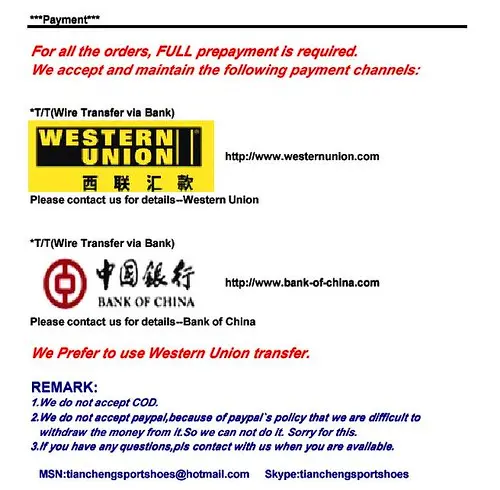 ***Payment***
For all the orders, FULL prepayment is required.
We accept and maintain the following payment channels:
*T/T(Wire Transfer via Bank)
WESTERN
UNION
http://www.westernunion.com
西联汇款
Please contact us for details--Western Union
*T/T(Wire Transfer via Bank)
中国银行
BANK OF CHINA
http://www.bank-of-china.com
Please contact us for details--Bank of China
We Prefer to use Western Union transfer.
REMARK:
1.We do not accept COD.
2.We do not accept paypal,because of paypal`s policy that we are difficult to
withdraw the money from it.So we can not do it. Sorry for this.
3.If you have any questions,pls contact with us when you are available.
MSN:tianchengsportshoes@hotmail.com Skype:tianchengsportshoes